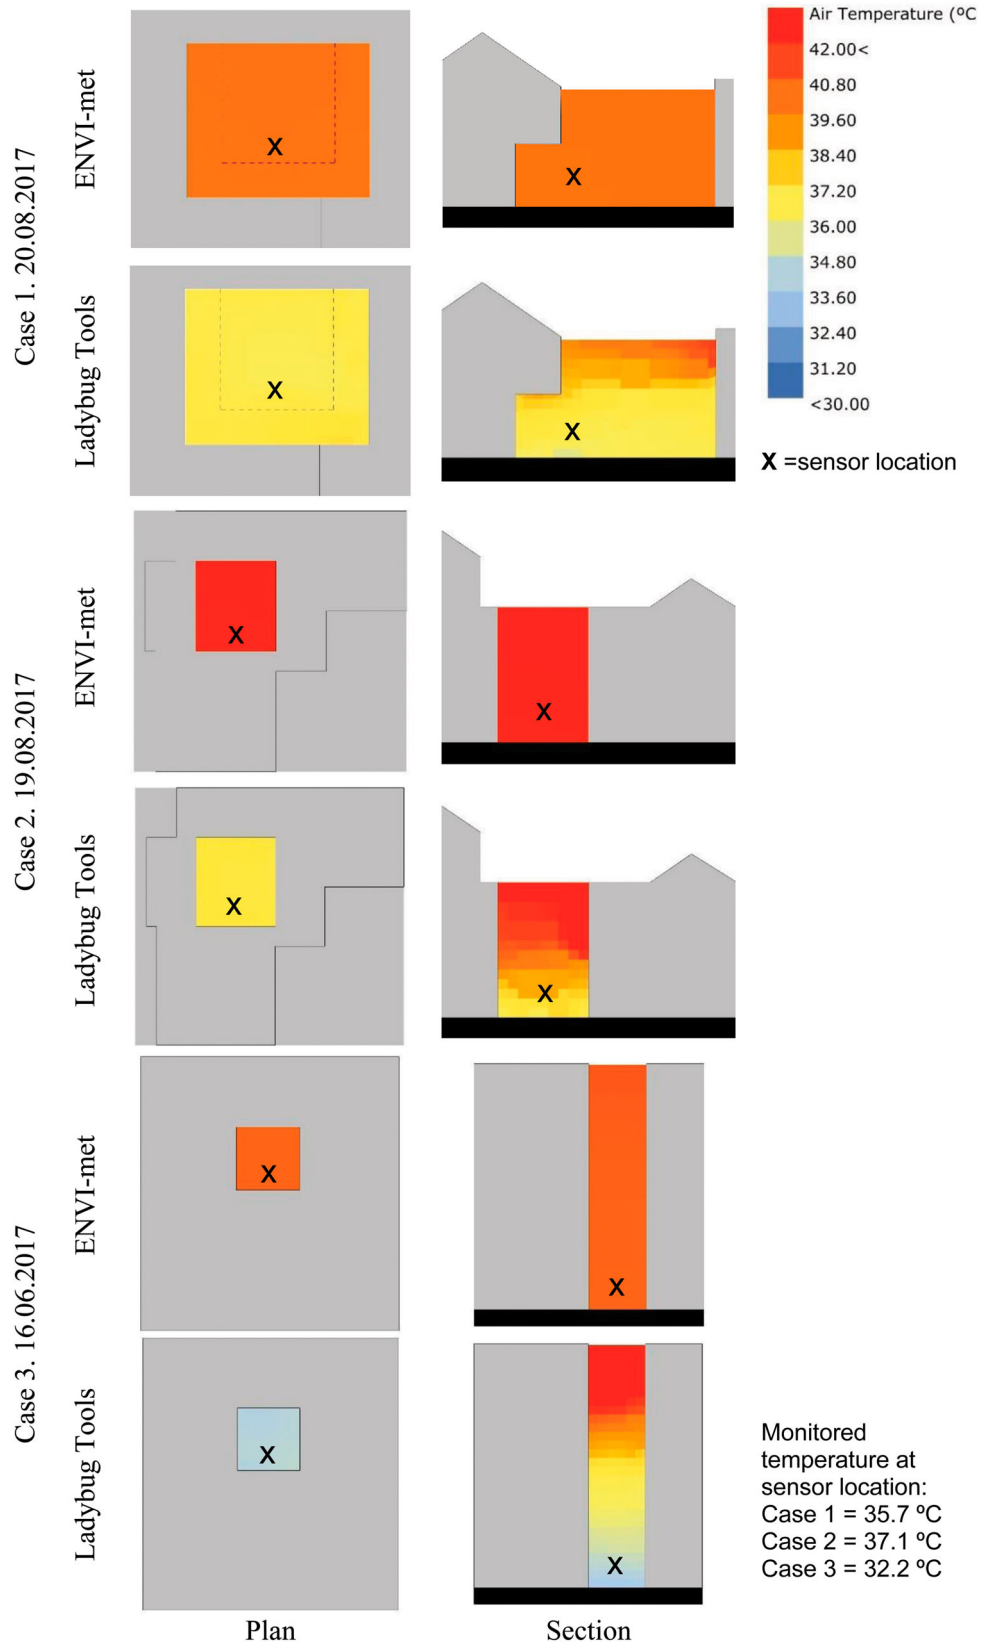 Air Temperature (ºC
42.00<
40.80
39.60
38.40
37.20
36.00
34.80
33.60
32.40
31.20
<30.00
X =sensor location
Case 1. 20.08.2017
ENVI-met
X
X
Ladybug Tools
X
X
Case 2. 19.08.2017
ENVI-met
X
X
Ladybug Tools
X
X
Case 3. 16.06.2017
ENVI-met
X
X
Ladybug Tools
X
X
Monitored
temperature at
sensor location:
Case 1 = 35.7 ºC
Case 2 = 37.1 ºC
Case 3 = 32.2 ºC
Plan
Section